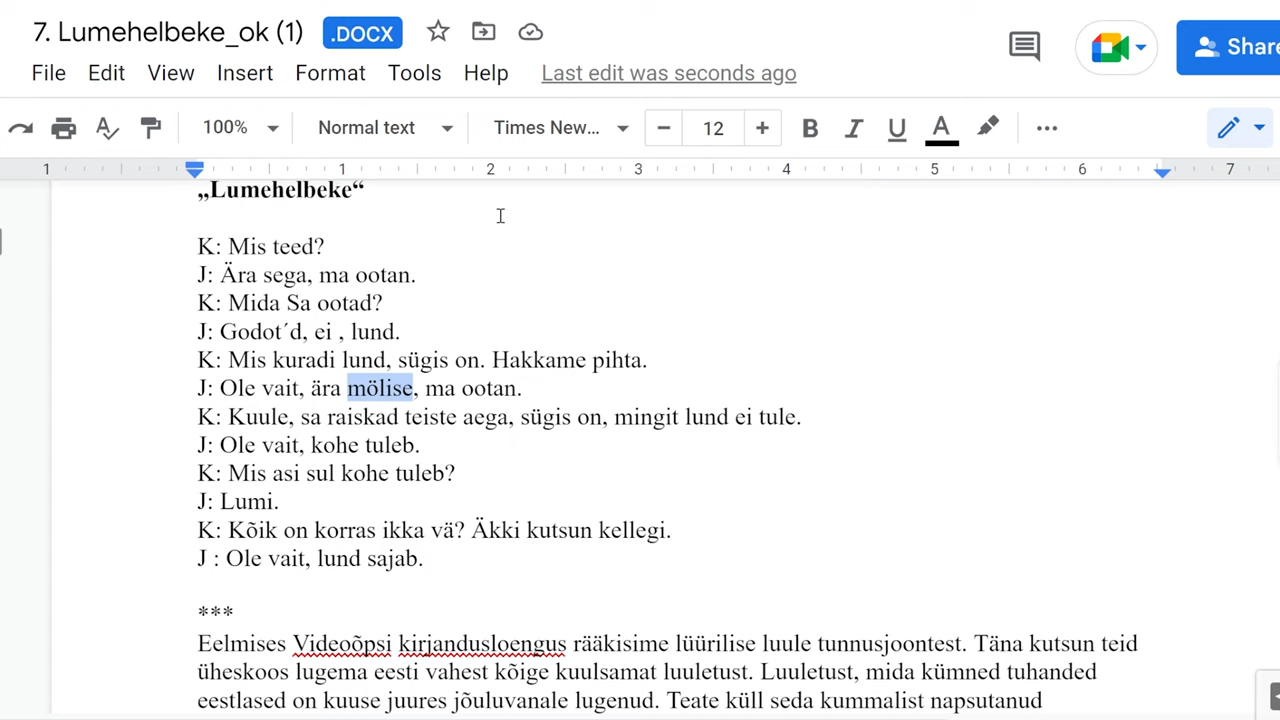 7. Lumehelbeke_ok (1) .DOCX
Share
File Edit View Insert Format Tools Help Last edit was seconds ago
100% Normal text Times New... − 12 + B I U A
1 1 2 3 4 5 6 7
„Lumehelbeke“
K: Mis teed?
J: Ära sega, ma ootan.
K: Mida Sa ootad?
J: Godot´d, ei , lund.
K: Mis kuradi lund, sügis on. Hakkame pihta.
J: Ole vait, ära mölise, ma ootan.
K: Kuule, sa raiskad teiste aega, sügis on, mingit lund ei tule.
J: Ole vait, kohe tuleb.
K: Mis asi sul kohe tuleb?
J: Lumi.
K: Kõik on korras ikka vä? Äkki kutsun kellegi.
J : Ole vait, lund sajab.
***
Eelmises Videoõpsi kirjandusloengus rääkisime lüürilise luule tunnusjoontest. Täna kutsun teid
üheskoos lugema eesti vahest kõige kuulsamat luuletust. Luuletust, mida kümned tuhanded
eestlased on kuuse juures jõuluvanale lugenud. Teate küll seda kummalist napsutanud